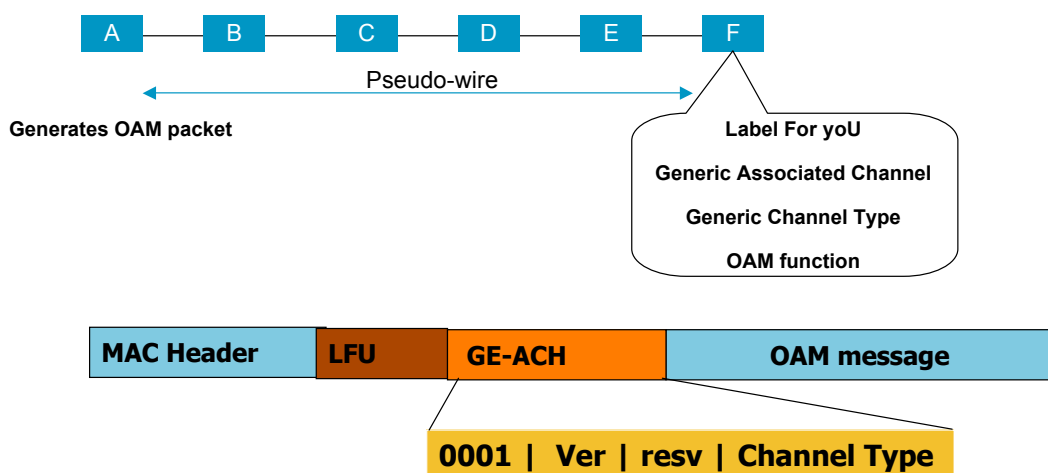 A B C D E F
Pseudo-wire
Generates OAM packet
Label For yoU
Generic Associated Channel
Generic Channel Type
OAM function
MAC Header LFU GE-ACH OAM message
0001 | Ver | resv | Channel Type